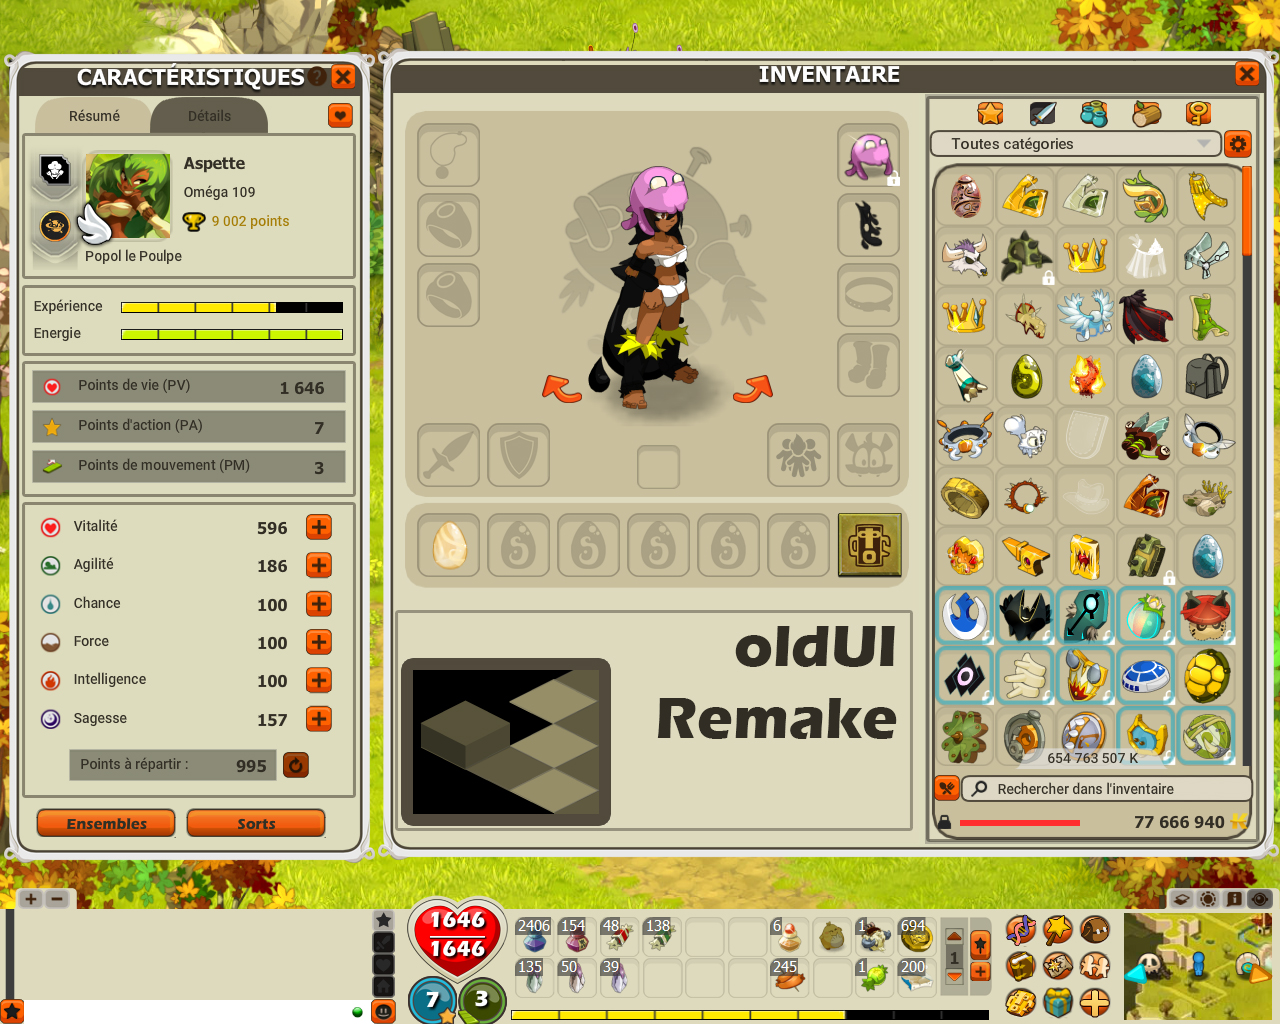 CARACTÉRISTIQUES ?
Résumé
Détails
Aspette
Oméga 109
9 002 points
Popol le Poulpe
Expérience
Energie
Points de vie (PV) 1 646
Points d'action (PA) 7
Points de mouvement (PM) 3
Vitalité 596
Agilité 186
Chance 100
Force 100
Intelligence 100
Sagesse 157
Points à répartir : 995
Ensembles
Sorts
INVENTAIRE
oldUI
Remake
Toutes catégories
654 763 507 K
Rechercher dans l'inventaire
77 666 940
1646
1646
7
3
2406 154 48 138 6 1 694
135 50 39 245 1 200
1